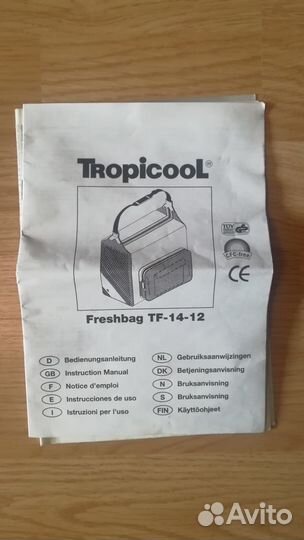 TROPICOOL®
TÜV
GS
CFC-free
CE
Freshbag TF-14-12
D Bedienungsanleitung
GB Instruction Manual
F Notice d'emploi
E Instrucciones de uso
I Istruzioni per l'uso
NL Gebruiksaanwijzingen
DK Betjeningsanvisning
N Bruksanvisning
S Bruksanvisning
FIN Käyttöohjeet
Avito